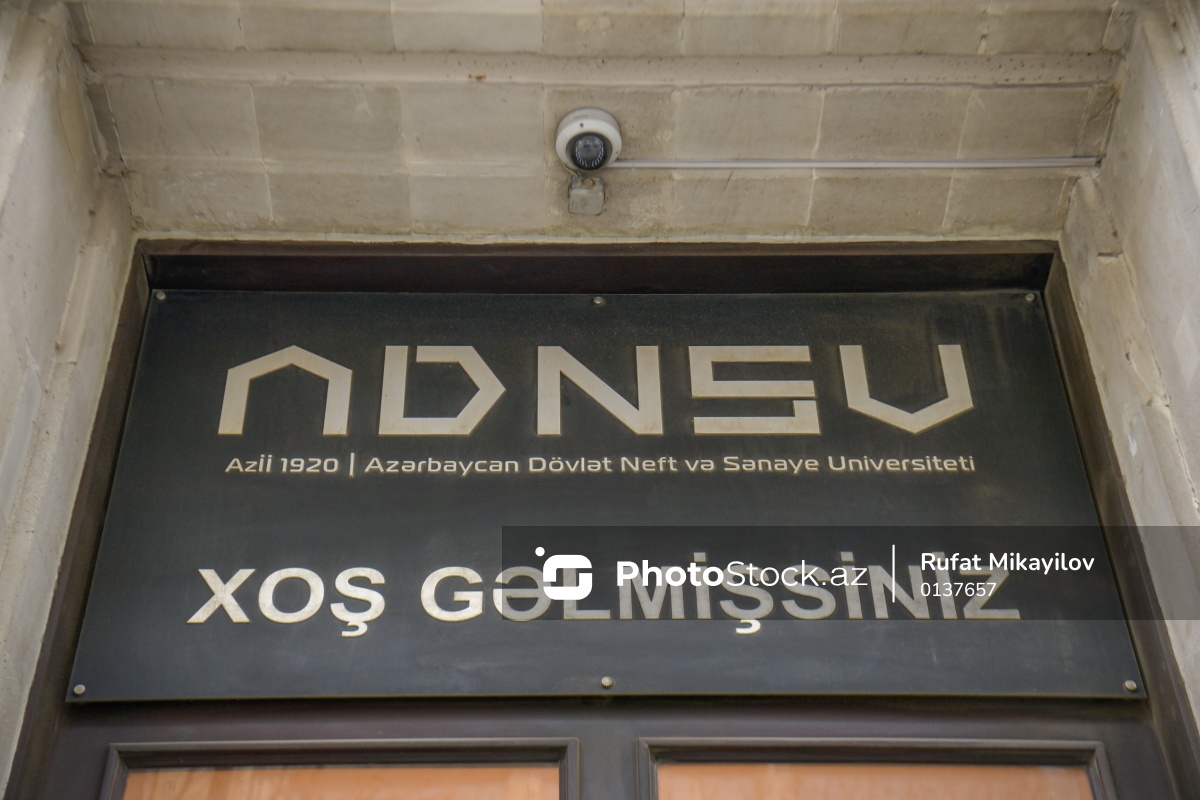 ADNSU
Azii 1920 | Azərbaycan Dövlət Neft və Sənaye Universiteti
XOŞ GƏLMİŞSİNİZ
PhotoStock.az | Rufat Mikayilov
0137657